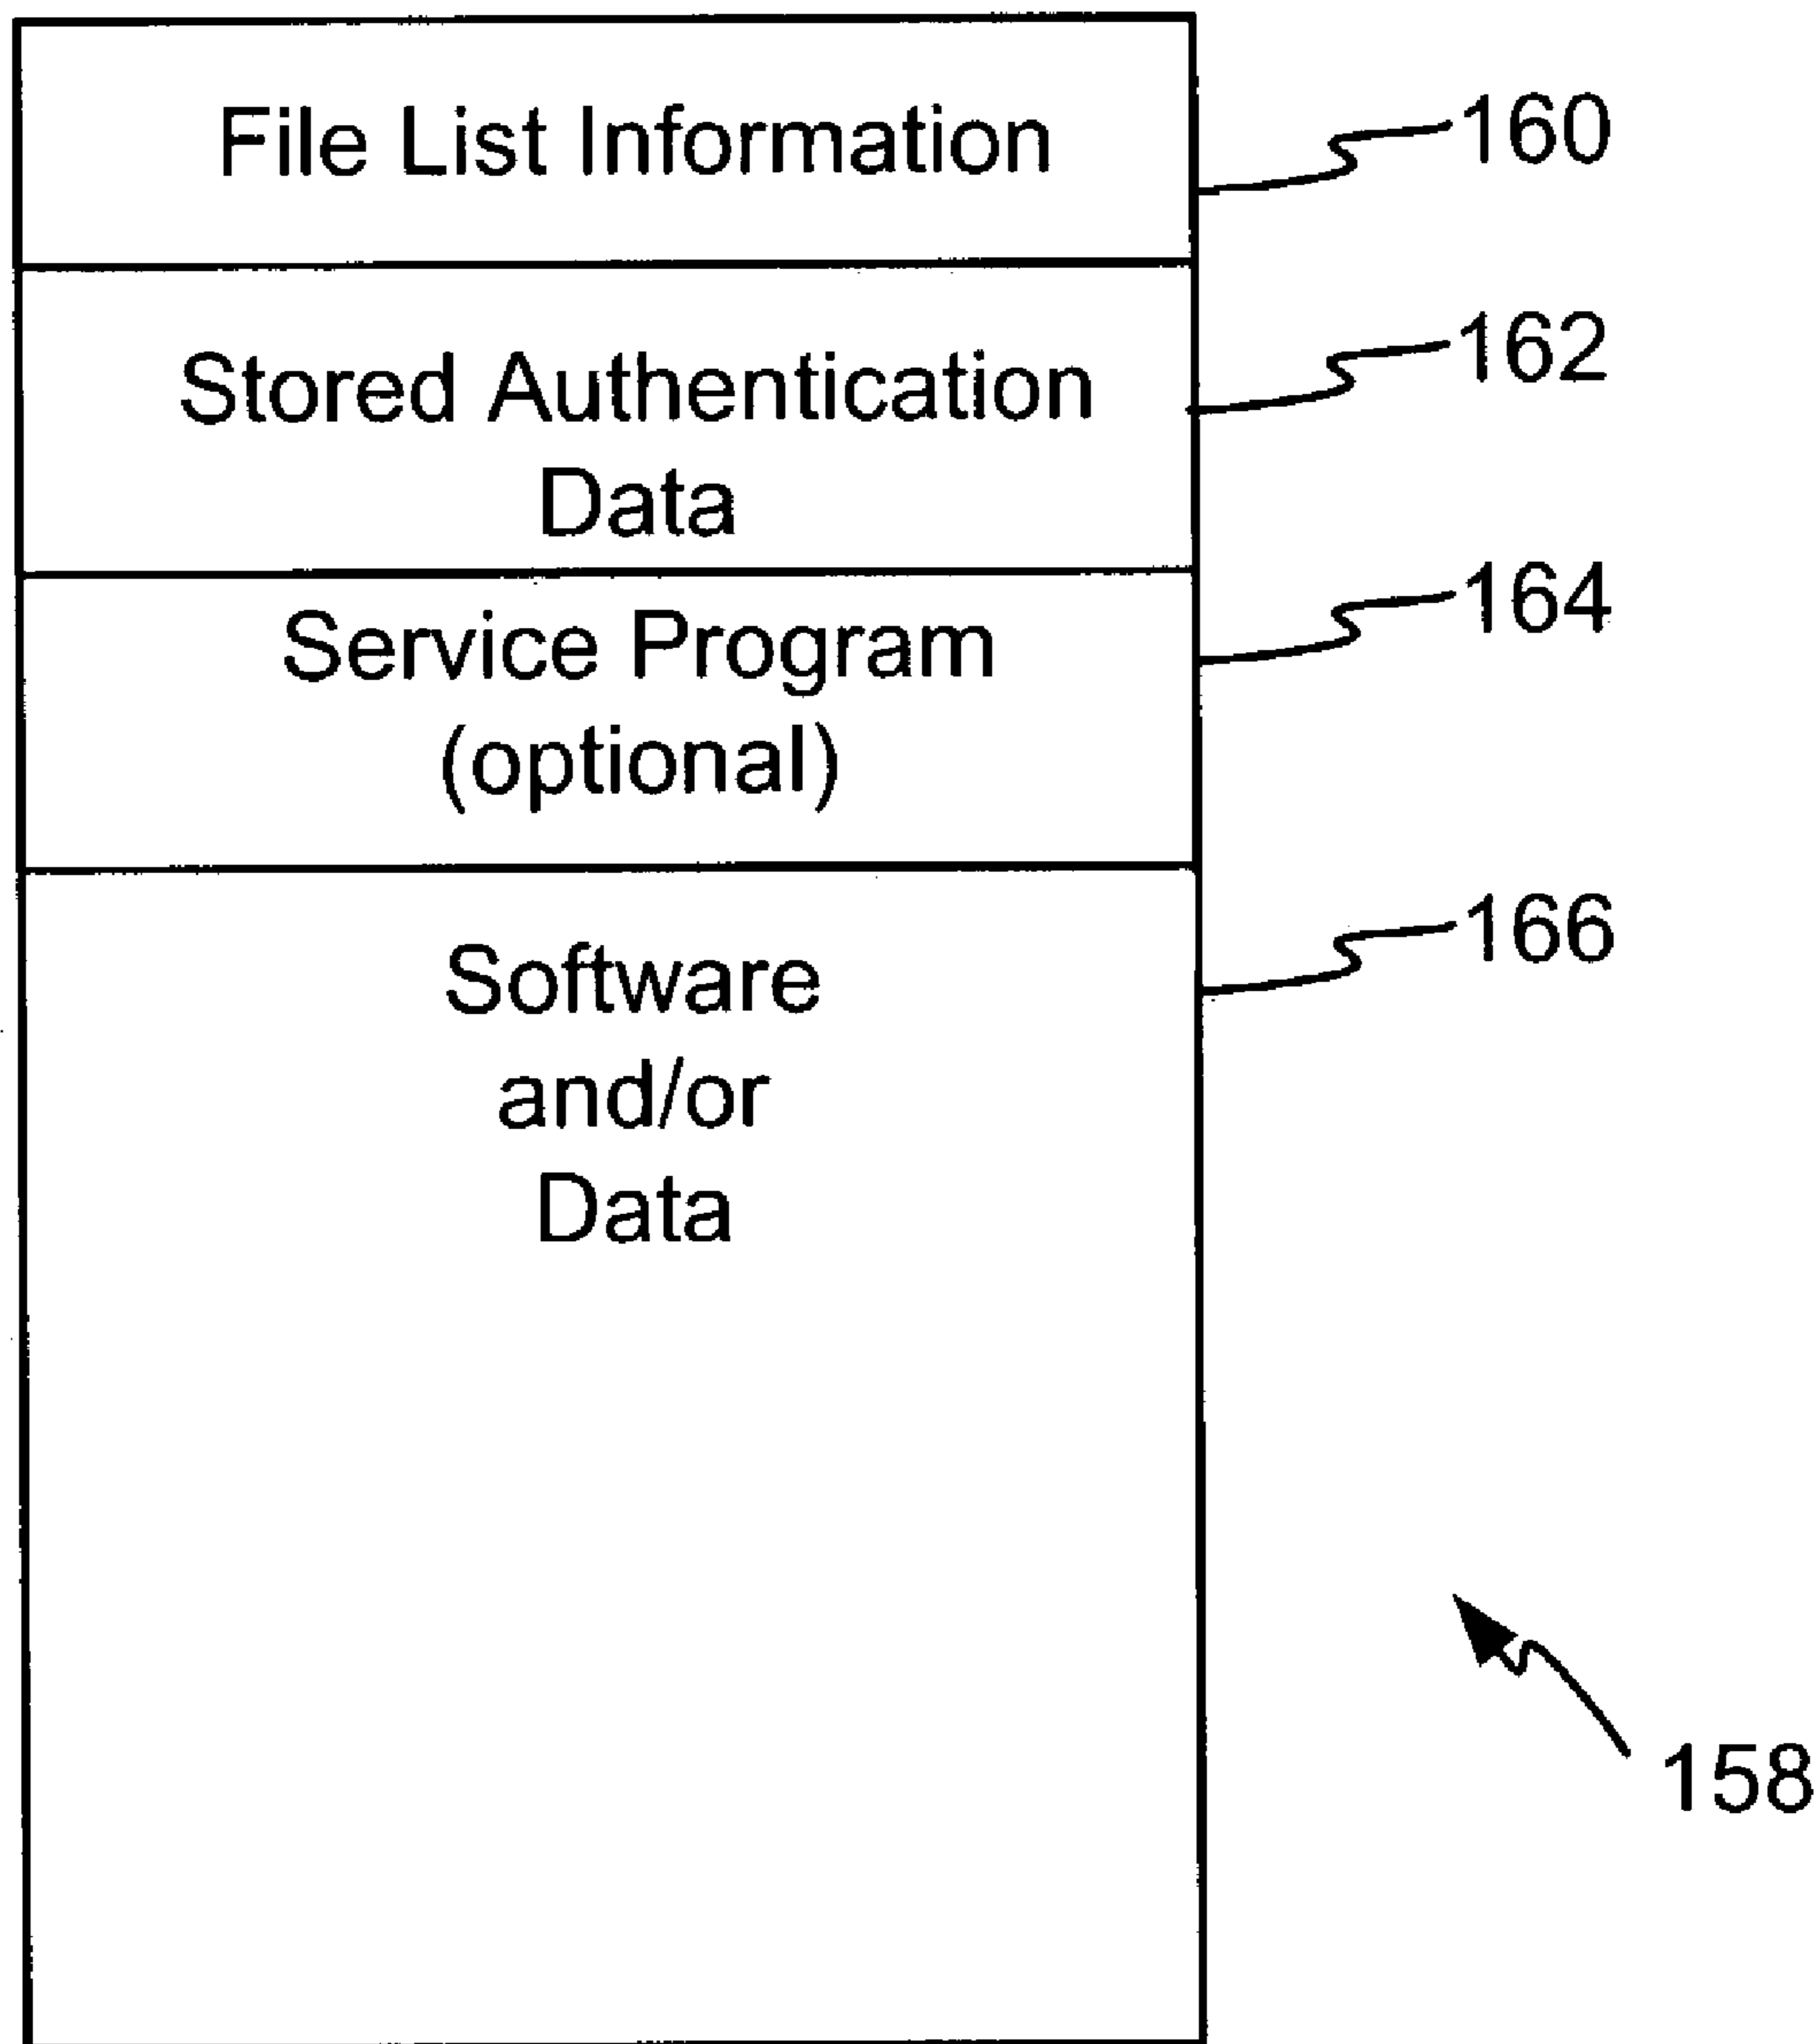 File List Information
160
Stored Authentication
Data
162
Service Program
(optional)
164
Software
and/or
Data
166
158